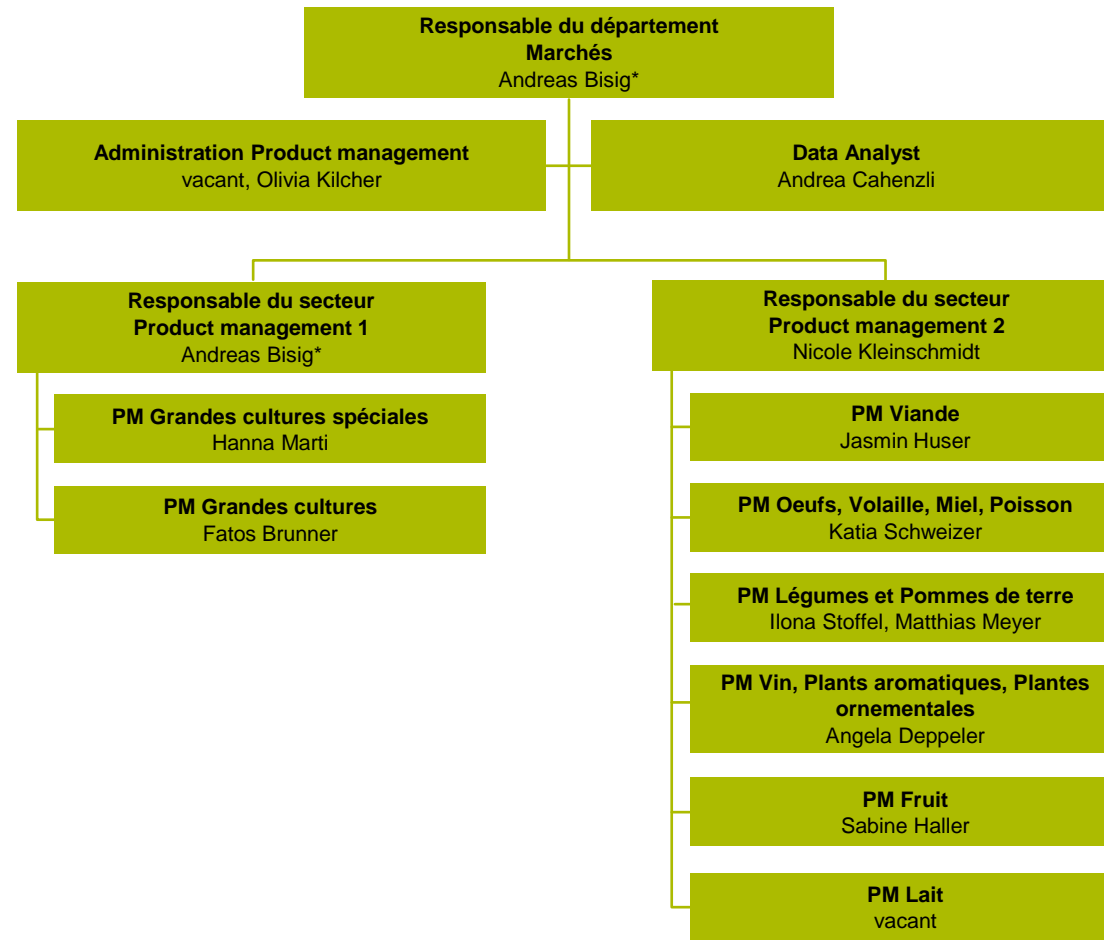 Responsable du département
Marchés
Andreas Bisig*
Administration Product management
vacant, Olivia Kilcher
Data Analyst
Andrea Cahenzli
Responsable du secteur
Product management 1
Andreas Bisig*
PM Grandes cultures spéciales
Hanna Marti
PM Grandes cultures
Fatos Brunner
Responsable du secteur
Product management 2
Nicole Kleinschmidt
PM Viande
Jasmin Huser
PM Oeufs, Volaille, Miel, Poisson
Katia Schweizer
PM Légumes et Pommes de terre
Ilona Stoffel, Matthias Meyer
PM Vin, Plants aromatiques, Plantes
ornementales
Angela Deppeler
PM Fruit
Sabine Haller
PM Lait
vacant